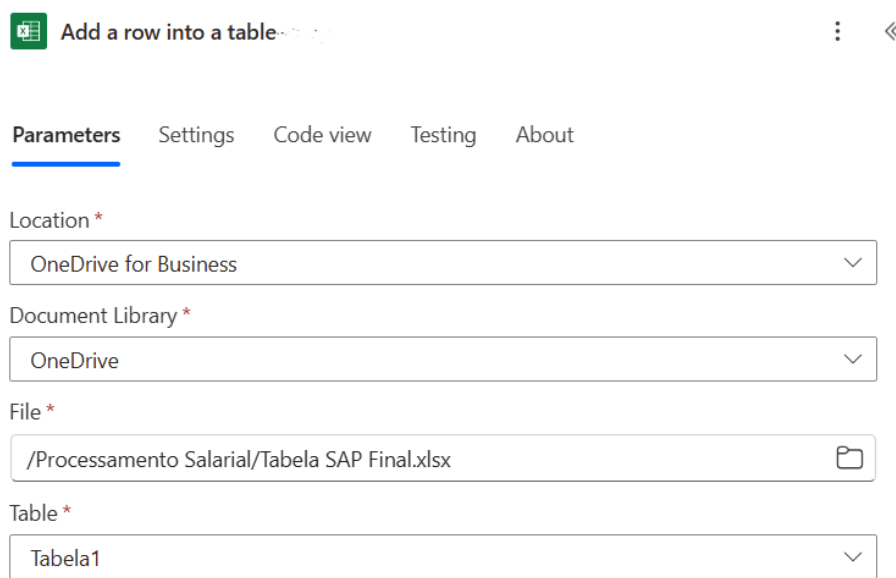 Add a row into a table
Parameters Settings Code view Testing About
Location *
OneDrive for Business
Document Library *
OneDrive
File *
/Processamento Salarial/Tabela SAP Final.xlsx
Table *
Tabela1